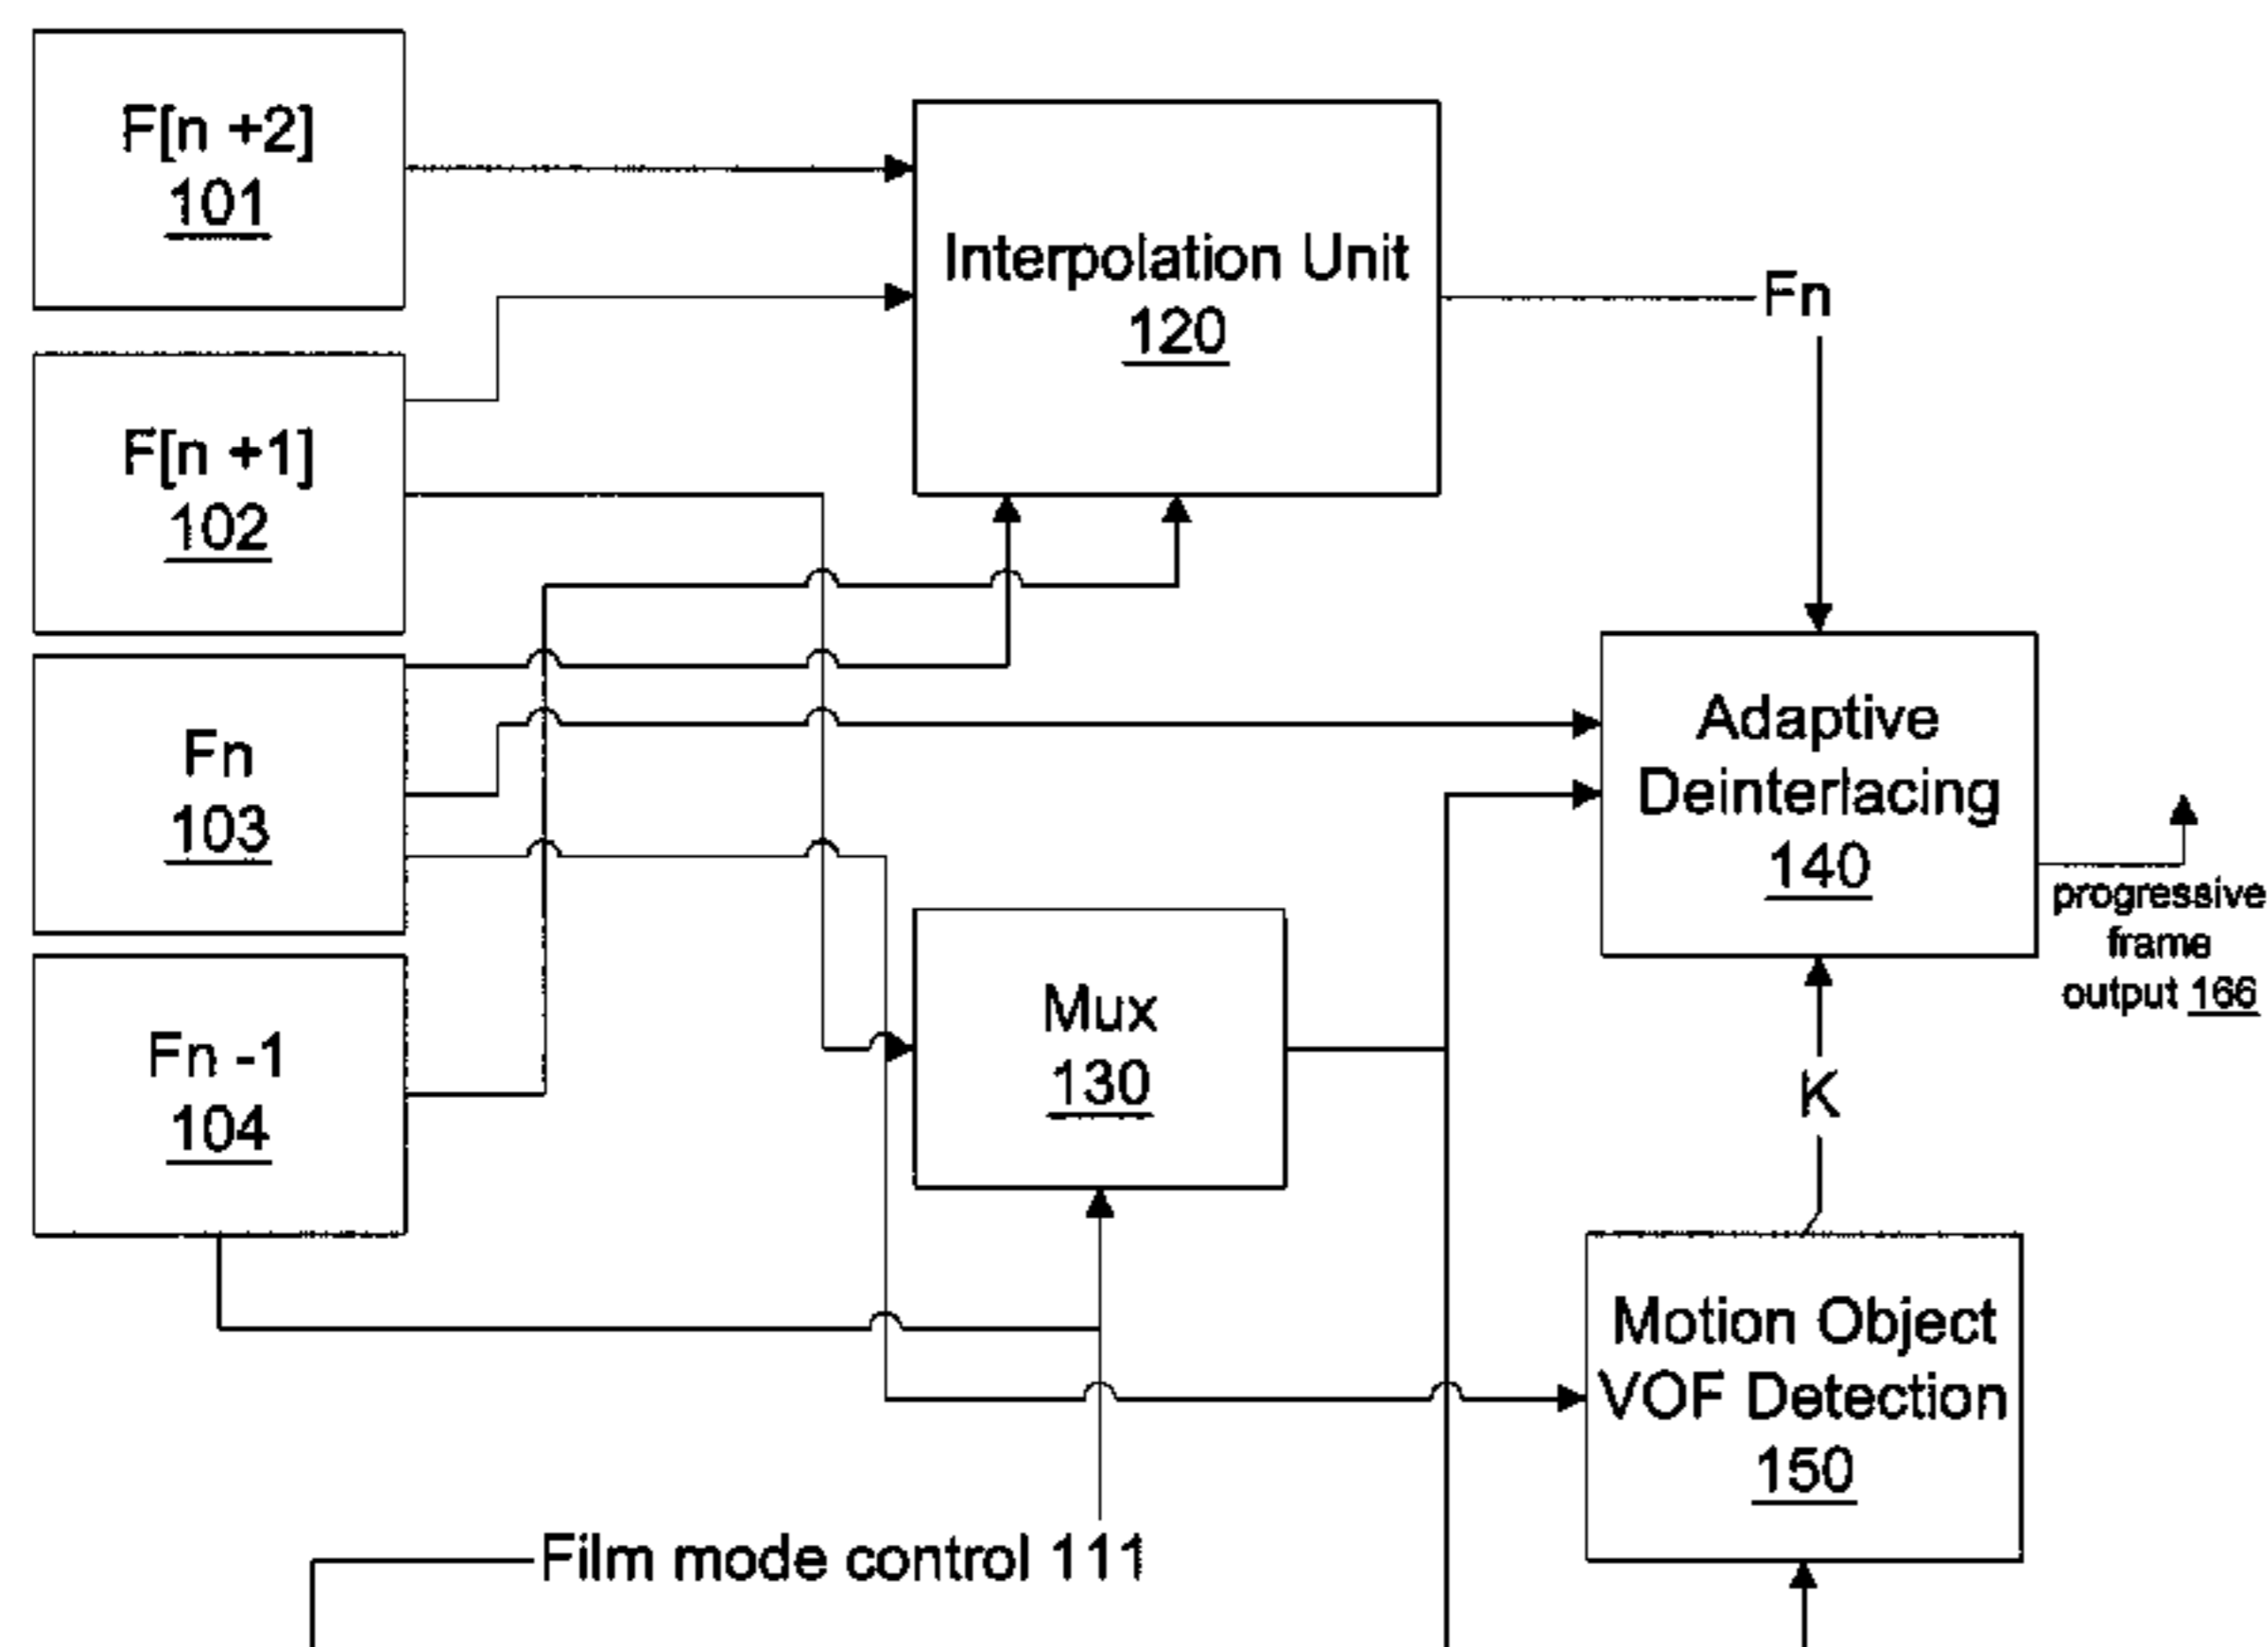 F[n +2]
101
F[n +1]
102
Fn
103
Fn -1
104
Interpolation Unit
120
Fn
Mux
130
Adaptive
Deinterlacing
140
progressive
frame
output 166
K
Motion Object
VOF Detection
150
Film mode control 111